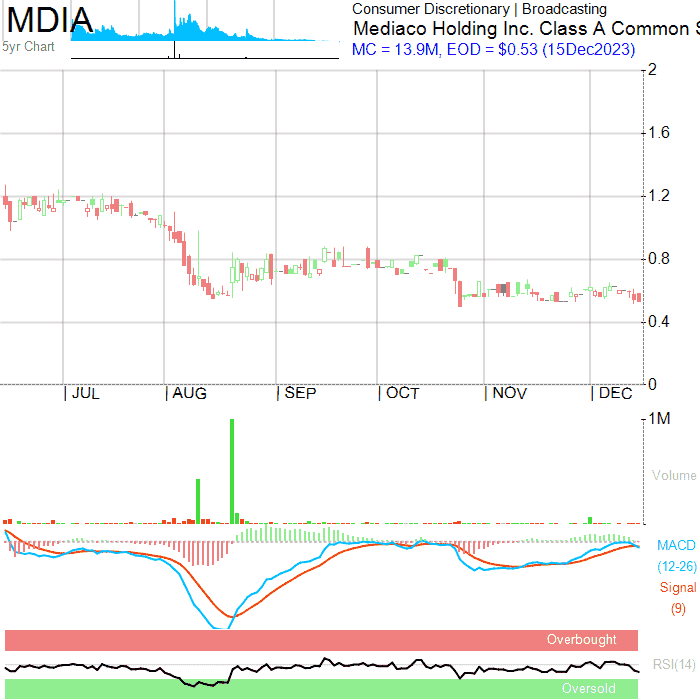 MDIA
5yr Chart
Consumer Discretionary | Broadcasting
Mediaco Holding Inc. Class A Common S
MC = 13.9M, EOD = $0.53 (15Dec2023)
2
1.6
1.2
0.8
0.4
0
JUL AUG SEP OCT NOV DEC
1M
Volume
MACD
(12-26)
Signal
(9)
Overbought
RSI(14)
Oversold